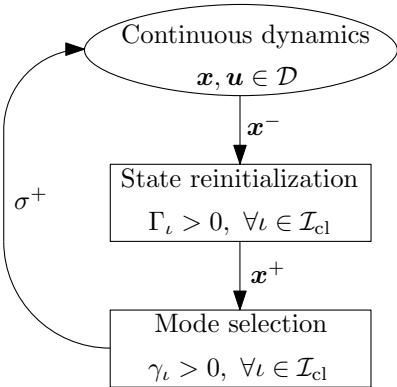 Continuous dynamics
x, u ∈ 𝒟
x⁻
State reinitialization
Γ_ι > 0, ∀ι ∈ ℐ_cl
σ⁺
x⁺
Mode selection
γ_ι > 0, ∀ι ∈ ℐ_cl